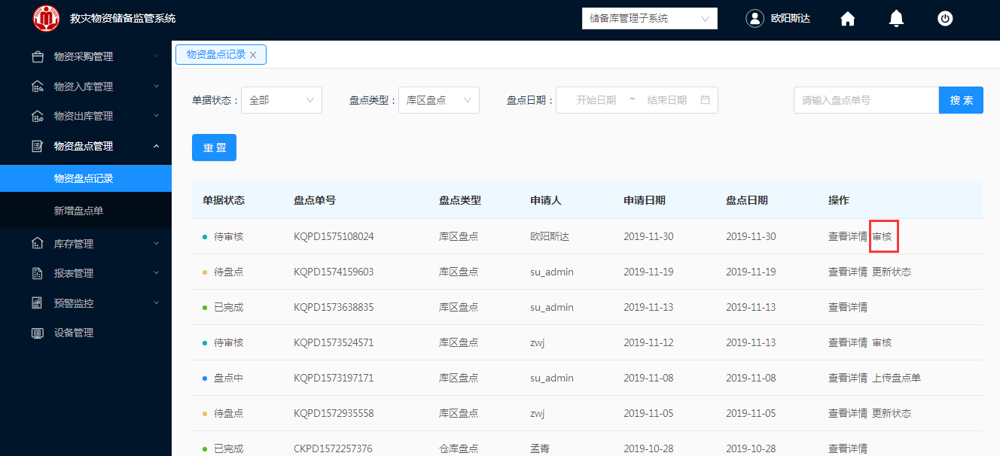 救灾物资储备监管系统
储备库管理子系统
欧阳斯达
物资采购管理
物资入库管理
物资出库管理
物资盘点管理
物资盘点记录
新增盘点单
库存管理
报表管理
预警监控
设备管理
物资盘点记录
单据状态： 全部 盘点类型： 库区盘点 盘点日期： 开始日期 ~ 结束日期 请输入盘点单号 搜 索
重 置
单据状态 盘点单号 盘点类型 申请人 申请日期 盘点日期 操作
待审核 KQPD1575108024 库区盘点 欧阳斯达 2019-11-30 2019-11-30 查看详情 审核
待盘点 KQPD1574159603 库区盘点 su_admin 2019-11-19 2019-11-19 查看详情 更新状态
已完成 KQPD1573638835 库区盘点 su_admin 2019-11-13 2019-11-13 查看详情
待审核 KQPD1573524571 库区盘点 zwj 2019-11-12 2019-11-13 查看详情 审核
盘点中 KQPD1573197171 库区盘点 su_admin 2019-11-08 2019-11-08 查看详情 上传盘点单
待盘点 KQPD1572935558 库区盘点 zwj 2019-11-05 2019-11-05 查看详情 更新状态
已完成 CKPD1572257376 仓库盘点 孟青 2019-10-28 2019-10-28 查看详情